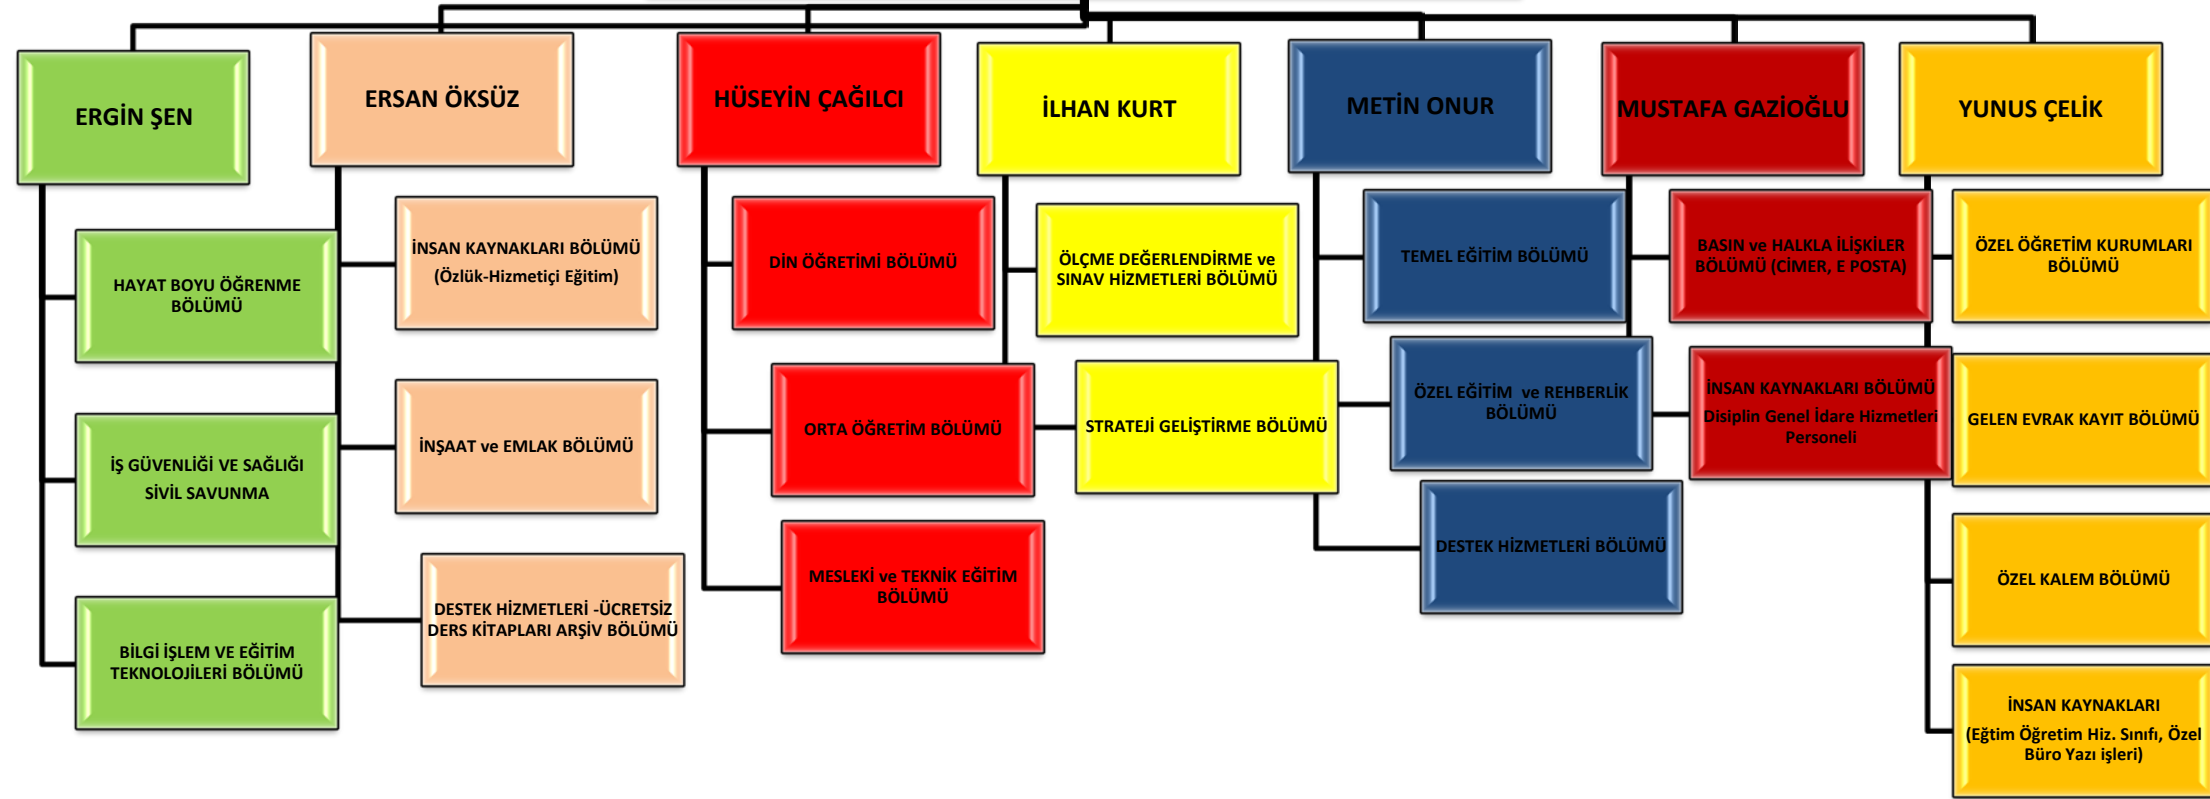 ERGİN ŞEN
HAYAT BOYU ÖĞRENME
BÖLÜMÜ
İŞ GÜVENLİĞİ VE SAĞLIĞI
SİVİL SAVUNMA
BİLGİ İŞLEM VE EĞİTİM
TEKNOLOJİLERİ BÖLÜMÜ
ERSAN ÖKSÜZ
İNSAN KAYNAKLARI BÖLÜMÜ
(Özlük-Hizmetiçi Eğitim)
İNŞAAT ve EMLAK BÖLÜMÜ
DESTEK HİZMETLERİ -ÜCRETSİZ
DERS KİTAPLARI ARŞİV BÖLÜMÜ
HÜSEYİN ÇAĞILCI
DİN ÖĞRETİMİ BÖLÜMÜ
ORTA ÖĞRETİM BÖLÜMÜ
MESLEKİ ve TEKNİK EĞİTİM
BÖLÜMÜ
İLHAN KURT
ÖLÇME DEĞERLENDİRME ve
SINAV HİZMETLERİ BÖLÜMÜ
STRATEJİ GELİŞTİRME BÖLÜMÜ
METİN ONUR
TEMEL EĞİTİM BÖLÜMÜ
ÖZEL EĞİTİM ve REHBERLİK
BÖLÜMÜ
DESTEK HİZMETLERİ BÖLÜMÜ
MUSTAFA GAZİOĞLU
BASIN ve HALKLA İLİŞKİLER
BÖLÜMÜ (CİMER, E POSTA)
İNSAN KAYNAKLARI BÖLÜMÜ
Disiplin Genel İdare Hizmetleri
Personeli
YUNUS ÇELİK
ÖZEL ÖĞRETİM KURUMLARI
BÖLÜMÜ
GELEN EVRAK KAYIT BÖLÜMÜ
ÖZEL KALEM BÖLÜMÜ
İNSAN KAYNAKLARI
(Eğtim Öğretim Hiz. Sınıfı, Özel
Büro Yazı işleri)